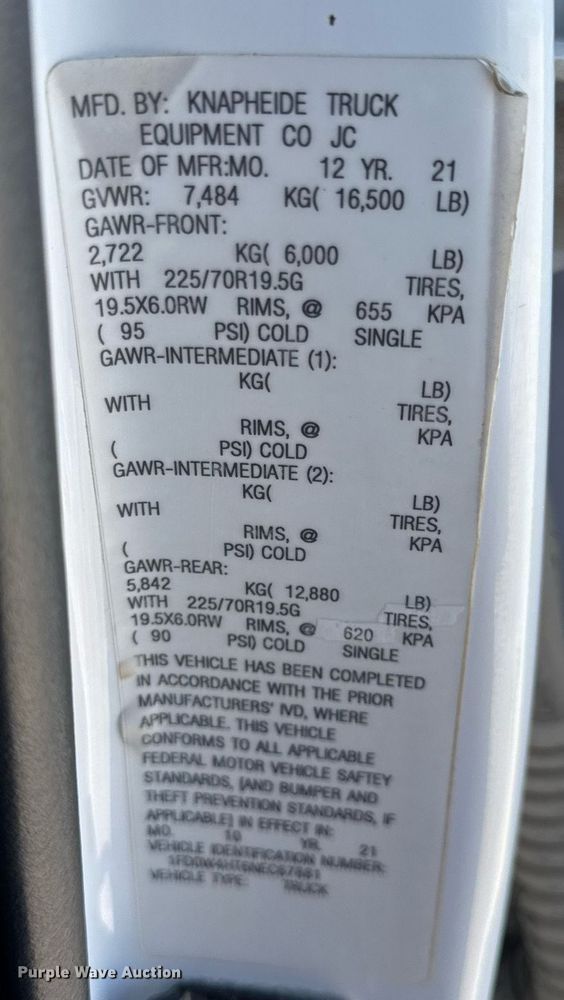 MFD. BY: KNAPHEIDE TRUCK
EQUIPMENT CO JC
DATE OF MFR:MO. 12 YR. 21
GVWR: 7,484 KG( 16,500 LB)
GAWR-FRONT:
2,722 KG( 6,000 LB)
WITH 225/70R19.5G TIRES,
19.5X6.0RW RIMS, @ 655 KPA
( 95 PSI) COLD SINGLE
GAWR-INTERMEDIATE (1):
KG( LB)
WITH TIRES,
RIMS, @ KPA
( PSI) COLD
GAWR-INTERMEDIATE (2):
KG( LB)
WITH TIRES,
RIMS, @ KPA
( PSI) COLD
GAWR-REAR:
5,842 KG( 12,880 LB)
WITH 225/70R19.5G TIRES,
19.5X6.0RW RIMS, @ 620 KPA
( 90 PSI) COLD SINGLE
THIS VEHICLE HAS BEEN COMPLETED
IN ACCORDANCE WITH THE PRIOR
MANUFACTURERS' IVD, WHERE
APPLICABLE. THIS VEHICLE
CONFORMS TO ALL APPLICABLE
FEDERAL MOTOR VEHICLE SAFTEY
STANDARDS, [AND BUMPER AND
THEFT PREVENTION STANDARDS, IF
APPLICABLE] IN EFFECT IN:
MO. 10 YR. 21
VEHICLE IDENTIFICATION NUMBER:
VEHICLE TYPE: TRUCK
Purple Wave Auction